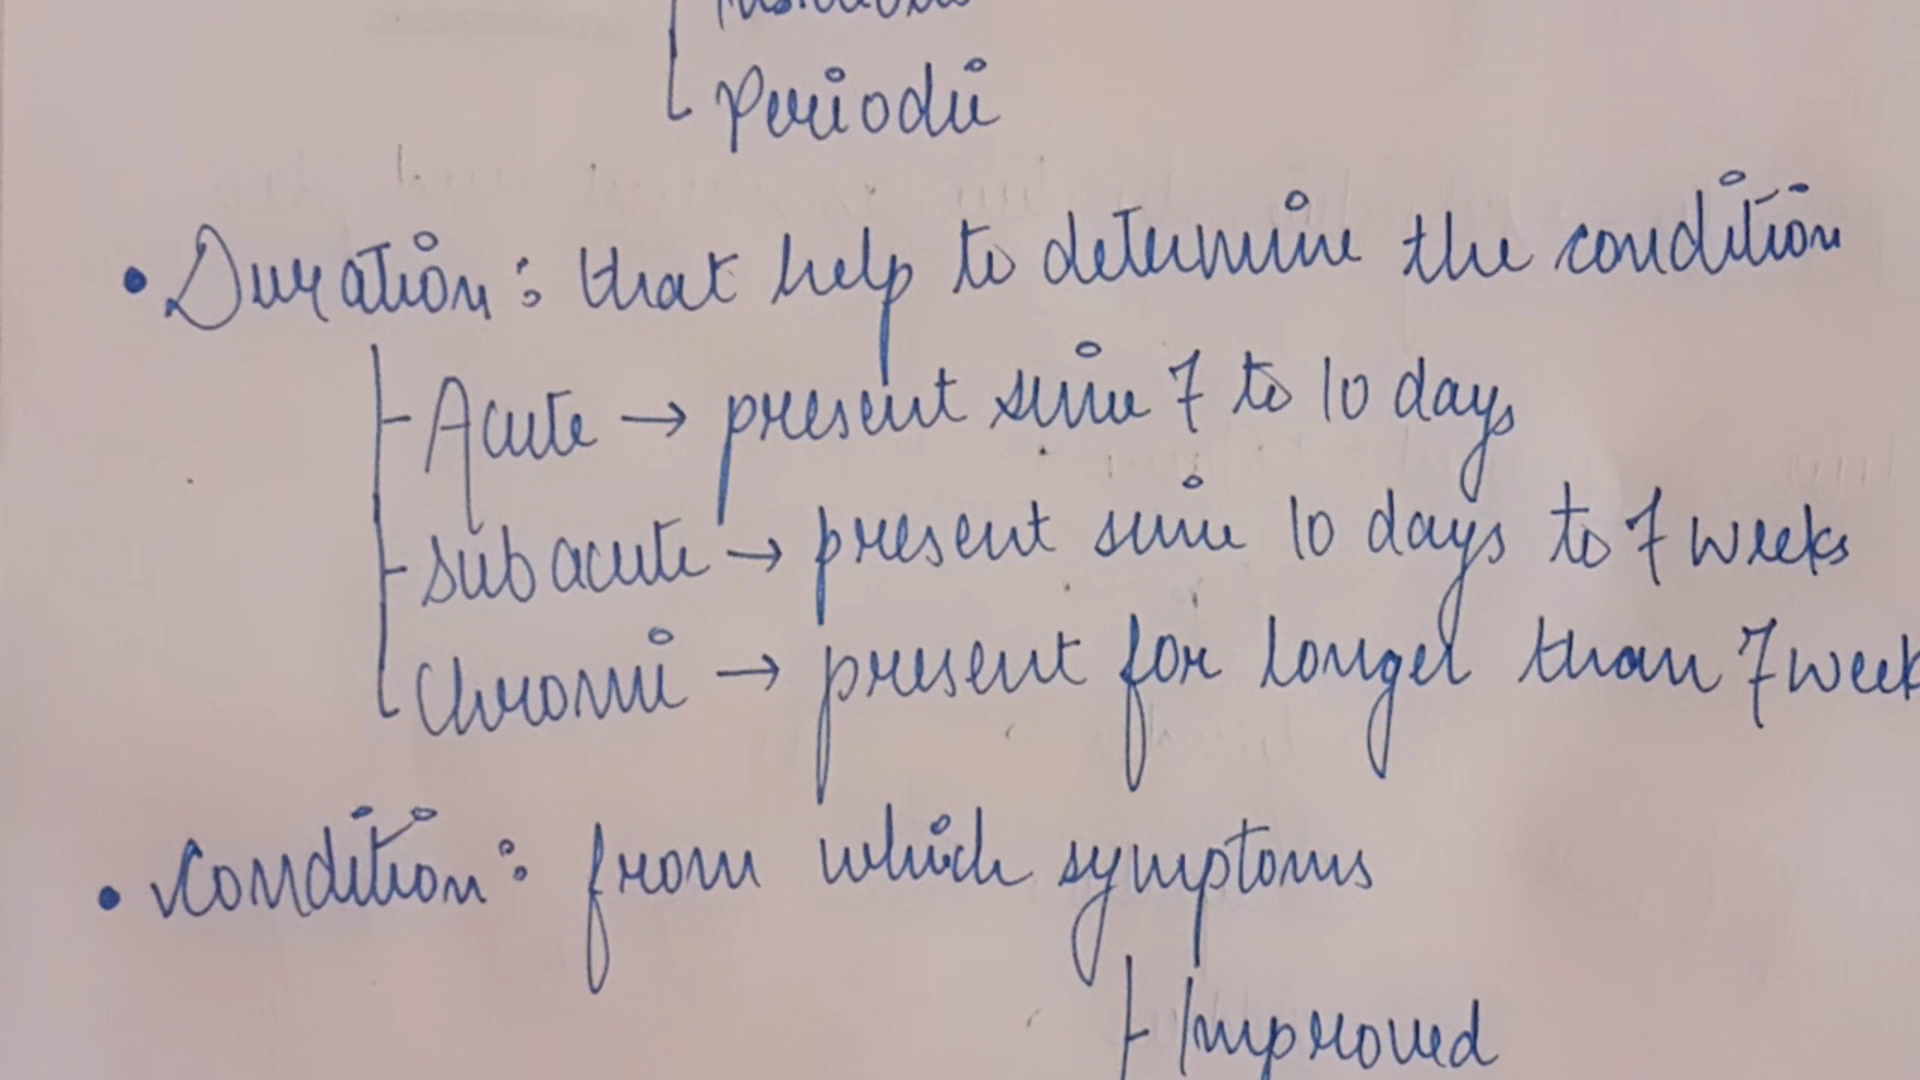 Periodic
• Duration : that help to determine the condition
Acute → present since 7 to 10 days
subacute → present since 10 days to 7 weeks
Chronic → present for longer than 7 week
• Condition : from which symptoms
Improved